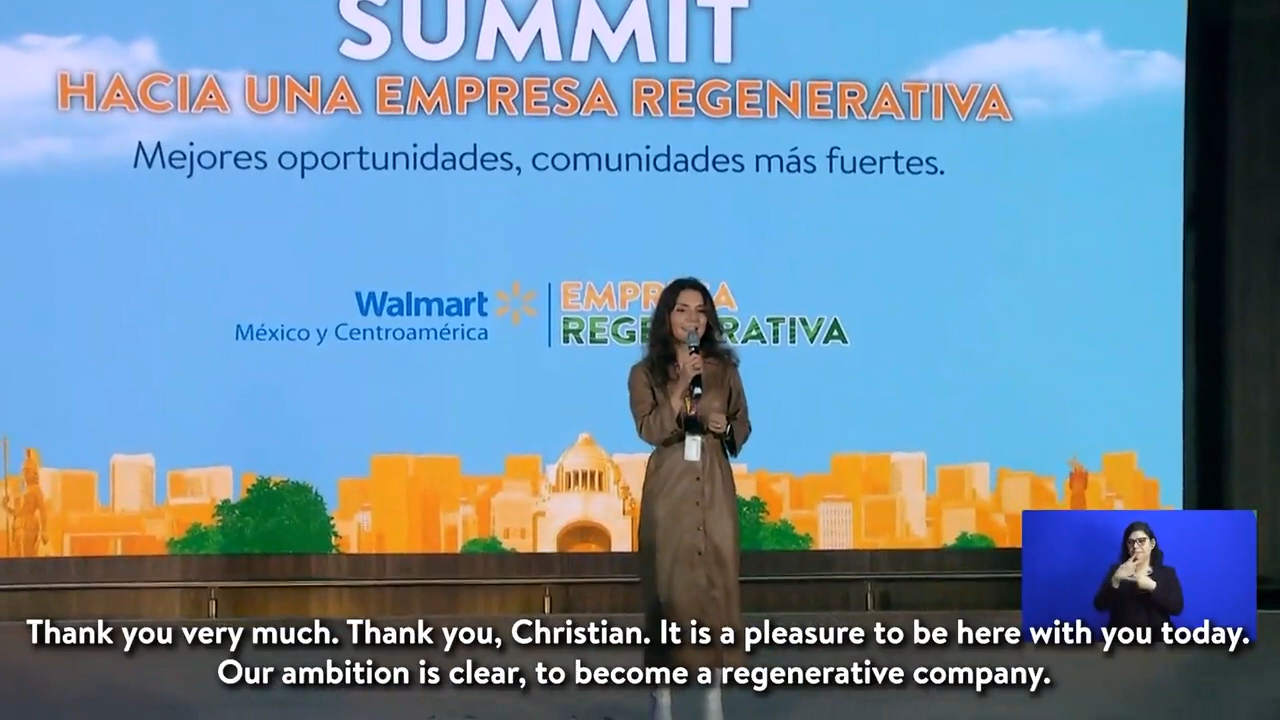 SUMMIT
HACIA UNA EMPRESA REGENERATIVA
Mejores oportunidades, comunidades más fuertes.
Walmart
México y Centroamérica
REGENERATIVA
Thank you very much. Thank you, Christian. It is a pleasure to be here with you today.
Our ambition is clear, to become a regenerative company.